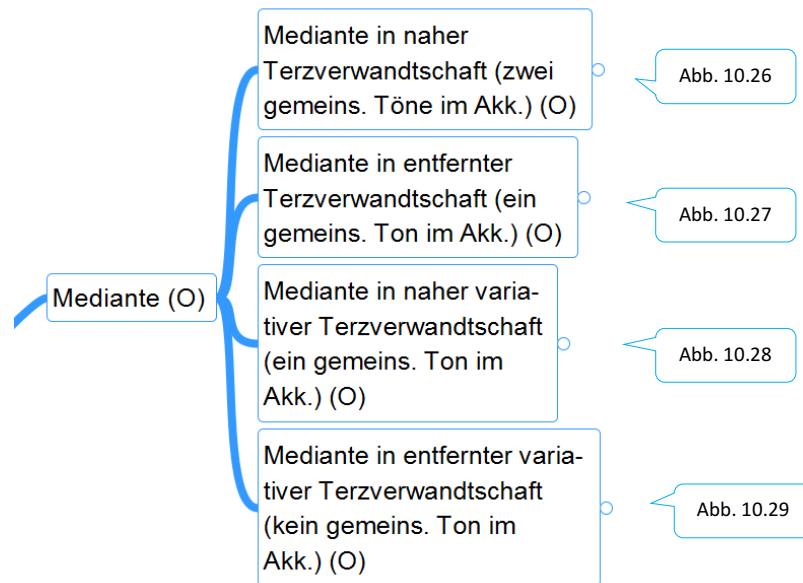 Mediante in naher
Terzverwandtschaft (zwei
gemeins. Töne im Akk.) (O)
Abb. 10.26
Mediante in entfernter
Terzverwandtschaft (ein
gemeins. Ton im Akk.) (O)
Abb. 10.27
Mediante (O)
Mediante in naher varia-
tiver Terzverwandtschaft
(ein gemeins. Ton im
Akk.) (O)
Abb. 10.28
Mediante in entfernter varia-
tiver Terzverwandtschaft
(kein gemeins. Ton im
Akk.) (O)
Abb. 10.29